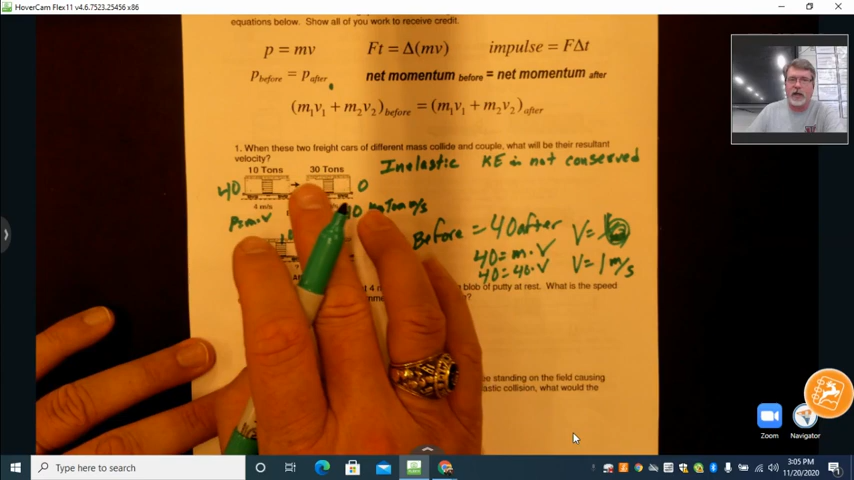 HoverCam Flex11 v4.6.7523.25456 x86
equations below. Show all of your work to receive credit.
p = mv Ft = Δ(mv) impulse = FΔt
p before = p after net momentum before = net momentum after
(m₁v₁ + m₂v₂)before = (m₁v₁ + m₂v₂)after
1. When these two freight cars of different mass collide and couple, what will be their resultant
velocity?
Inelastic KE is not conserved
10 Tons 30 Tons
40 0
4 m/s
P=m·V
Before = 40 after V=
40=m·V
40=40·V V=1 m/s
blob of putty at rest. What is the speed
standing on the field causing
collision, what would the
Zoom Navigator
Type here to search
3:05 PM
11/20/2020